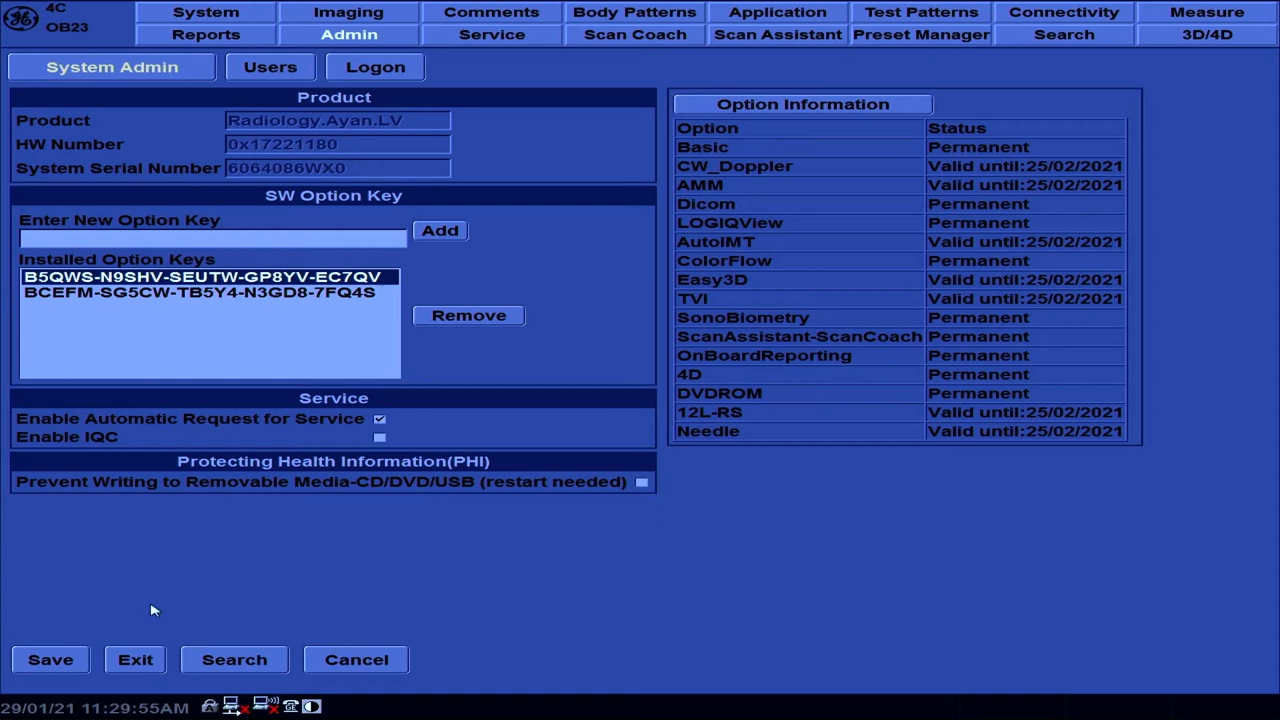 4C
OB23
System Imaging Comments Body Patterns Application Test Patterns Connectivity Measure
Reports Admin Service Scan Coach Scan Assistant Preset Manager Search 3D/4D
System Admin Users Logon
Product
Product Radiology.Ayan.LV
HW Number 0x17221180
System Serial Number 6064086WX0
SW Option Key
Enter New Option Key
Add
Installed Option Keys
B5QWS-N9SHV-SEUTW-GP8YV-EC7QV
BCEFM-SG5CW-TB5Y4-N3GD8-7FQ4S
Remove
Service
Enable Automatic Request for Service
Enable IQC
Protecting Health Information(PHI)
Prevent Writing to Removable Media-CD/DVD/USB (restart needed)
Option Information
Option Status
Basic Permanent
CW_Doppler Valid until:25/02/2021
AMM Valid until:25/02/2021
Dicom Permanent
LOGIQView Permanent
AutoIMT Valid until:25/02/2021
ColorFlow Permanent
Easy3D Valid until:25/02/2021
TVI Valid until:25/02/2021
SonoBiometry Permanent
ScanAssistant-ScanCoach Permanent
OnBoardReporting Permanent
4D Permanent
DVDROM Permanent
12L-RS Valid until:25/02/2021
Needle Valid until:25/02/2021
Save Exit Search Cancel
29/01/21 11:29:55AM